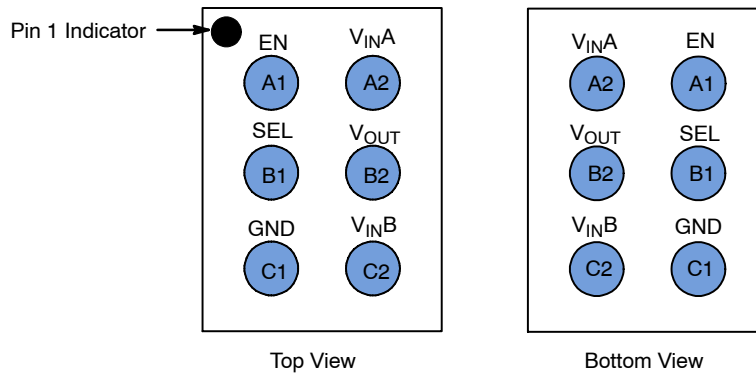 Pin 1 Indicator
EN VINA
A1 A2
SEL VOUT
B1 B2
GND VINB
C1 C2
Top View
VINA EN
A2 A1
VOUT SEL
B2 B1
VINB GND
C2 C1
Bottom View